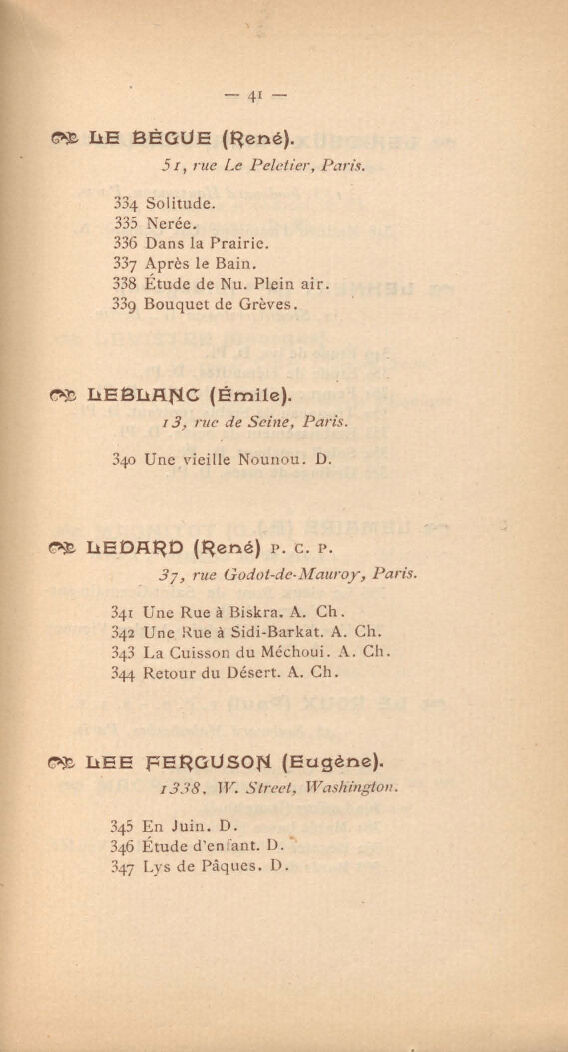 — 41 —
LE BÈGUE (René).
51, rue Le Peletier, Paris.
334 Solitude.
335 Nerée.
336 Dans la Prairie.
337 Après le Bain.
338 Étude de Nu. Plein air.
339 Bouquet de Grèves.
LEBLANC (Émile).
13, rue de Seine, Paris.
340 Une vieille Nounou. D.
LEDARD (René) P. C. P.
37, rue Godot-de-Mauroy, Paris.
341 Une Rue à Biskra. A. Ch.
342 Une Rue à Sidi-Barkat. A. Ch.
343 La Cuisson du Méchoui. A. Ch.
344 Retour du Désert. A. Ch.
LEE FERGUSON (Eugène).
1338, W. Street, Washington.
345 En Juin. D.
346 Étude d'enfant. D.
347 Lys de Pâques. D.